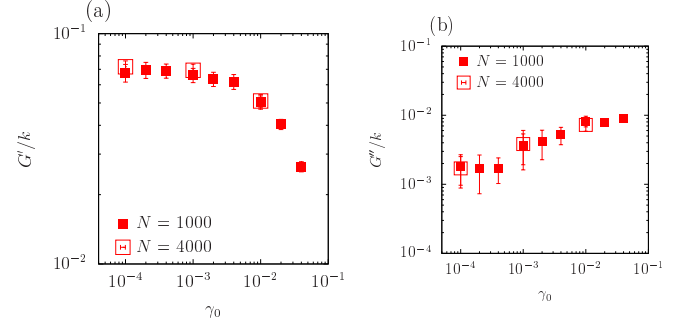 (a)
10⁻¹
10⁻²
G′/k
N = 1000
N = 4000
10⁻⁴ 10⁻³ 10⁻² 10⁻¹
γ₀
(b)
10⁻¹
10⁻²
10⁻³
10⁻⁴
G″/k
N = 1000
N = 4000
10⁻⁴ 10⁻³ 10⁻² 10⁻¹
γ₀